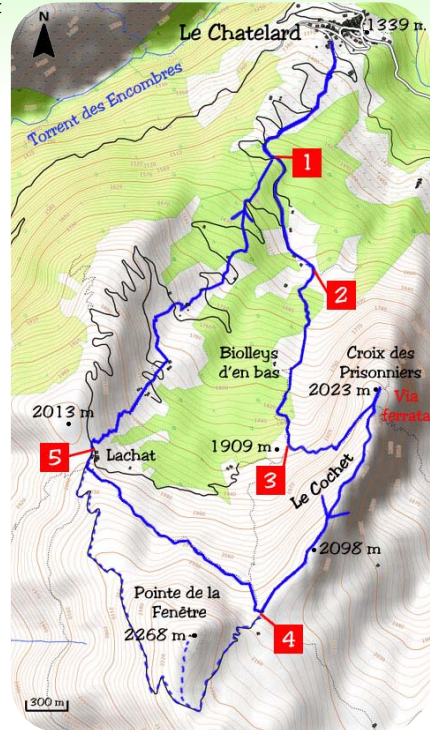 N
Le Chatelard
1339 m.
Torrent des Encombres
1
2
Biolleys
d'en bas
Croix des
Prisonniers
2023 m
Via
ferrata
2013 m
1909 m
5
Lachat
3
Le Cochet
2098 m
Pointe de la
Fenêtre
2268 m
4
300 m